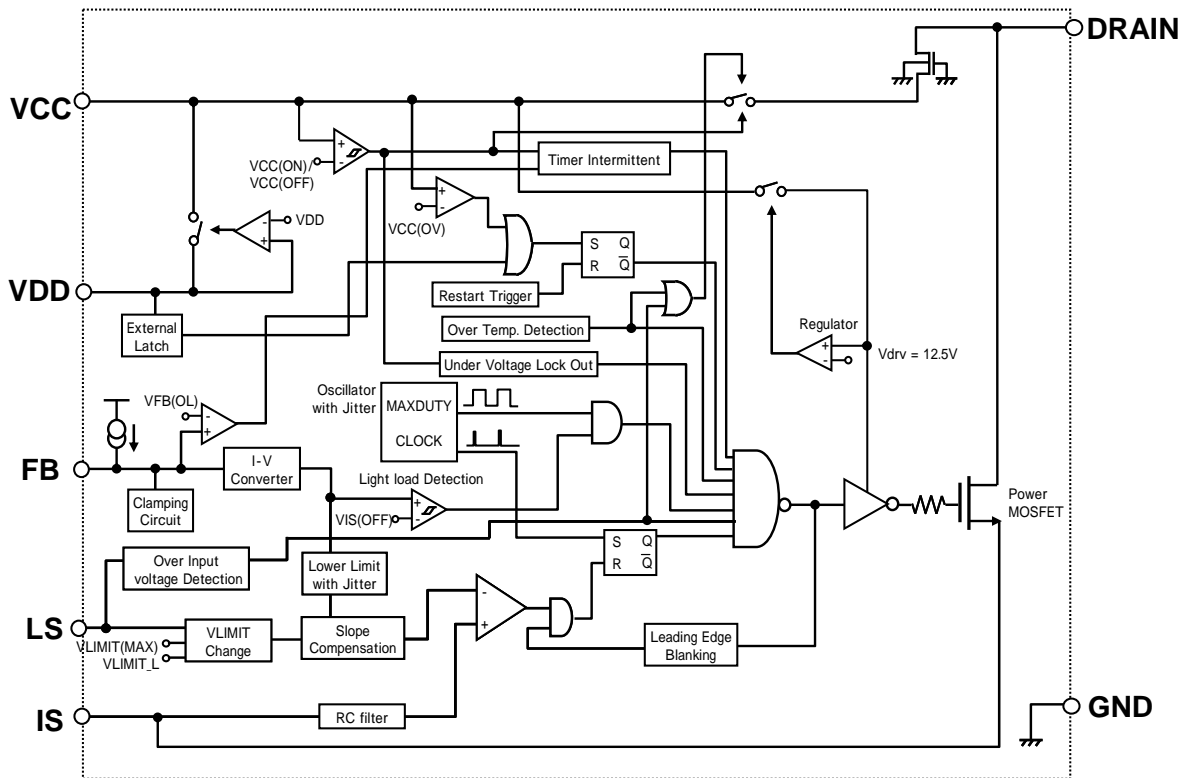 DRAIN
VCC
VCC(ON)/
VCC(OFF)
Timer Intermittent
VCC(OV)
VDD
S Q
R Q̅
VDD
Restart Trigger
External
Latch
Over Temp. Detection
Regulator
Vdrv = 12.5V
Under Voltage Lock Out
Oscillator
with Jitter
MAXDUTY
CLOCK
VFB(OL)
FB
I-V
Converter
Clamping
Circuit
Light load Detection
VIS(OFF)
Power
MOSFET
Over Input
voltage Detection
Lower Limit
with Jitter
S Q
R Q̅
LS
VLIMIT(MAX)
VLIMIT_L
VLIMIT
Change
Slope
Compensation
Leading Edge
Blanking
IS
RC filter
GND